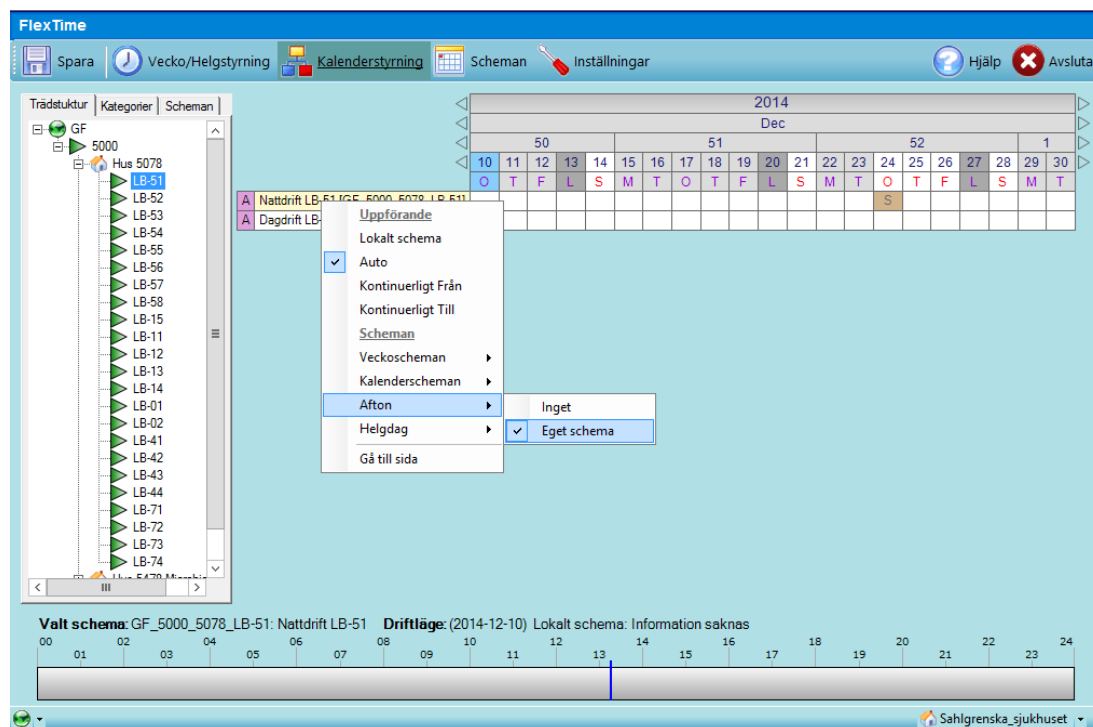 FlexTime
Spara Vecko/Helgstyrning Kalenderstyrning Scheman Inställningar Hjälp Avsluta
Trädstuktur Kategorier Scheman
GF
5000
Hus 5078
LB-51
LB-52
LB-53
LB-54
LB-55
LB-56
LB-57
LB-58
LB-15
LB-11
LB-12
LB-13
LB-14
LB-01
LB-02
LB-41
LB-42
LB-43
LB-44
LB-71
LB-72
LB-73
LB-74
2014
Dec
50 51 52 1
10 11 12 13 14 15 16 17 18 19 20 21 22 23 24 25 26 27 28 29 30
O T F L S M T O T F L S M T O T F L S M T
A Nattdrift LB-51 [GF_5000_5078_LB-51] S
A Dagdrift LB-
Uppförande
Lokalt schema
Auto
Kontinuerligt Från
Kontinuerligt Till
Scheman
Veckoscheman
Kalenderscheman
Afton
Helgdag
Gå till sida
Inget
Eget schema
Valt schema: GF_5000_5078_LB-51: Nattdrift LB-51 Driftläge: (2014-12-10) Lokalt schema: Information saknas
00 01 02 03 04 05 06 07 08 09 10 11 12 13 14 15 16 17 18 19 20 21 22 23 24
Sahlgrenska_sjukhuset